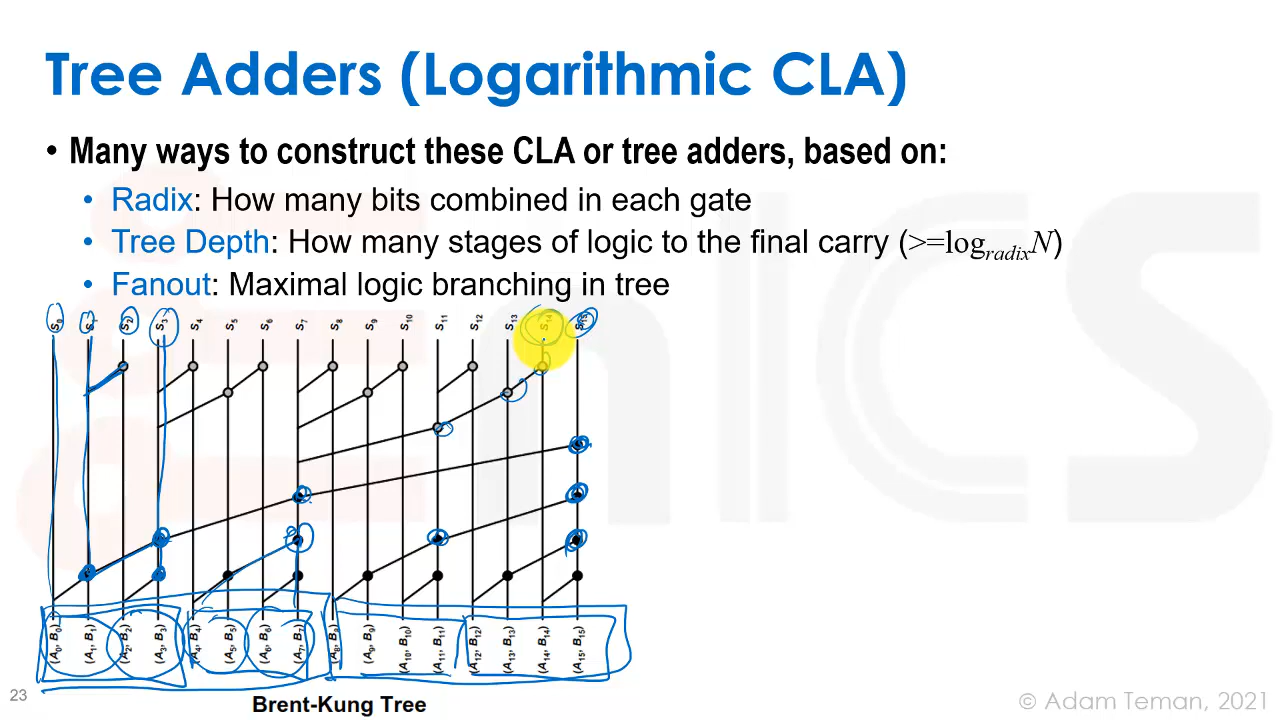 Tree Adders (Logarithmic CLA)
• Many ways to construct these CLA or tree adders, based on:
• Radix: How many bits combined in each gate
• Tree Depth: How many stages of logic to the final carry (>=log_radix N)
• Fanout: Maximal logic branching in tree
S0 S1 S2 S3 S4 S5 S6 S7 S8 S9 S10 S11 S12 S13 S14 S15
(A0, B0) (A1, B1) (A2, B2) (A3, B3) (A4, B4) (A5, B5) (A6, B6) (A7, B7) (A8, B8) (A9, B9) (A10, B10) (A11, B11) (A12, B12) (A13, B13) (A14, B14) (A15, B15)
Brent-Kung Tree
23
nICS
© Adam Teman, 2021